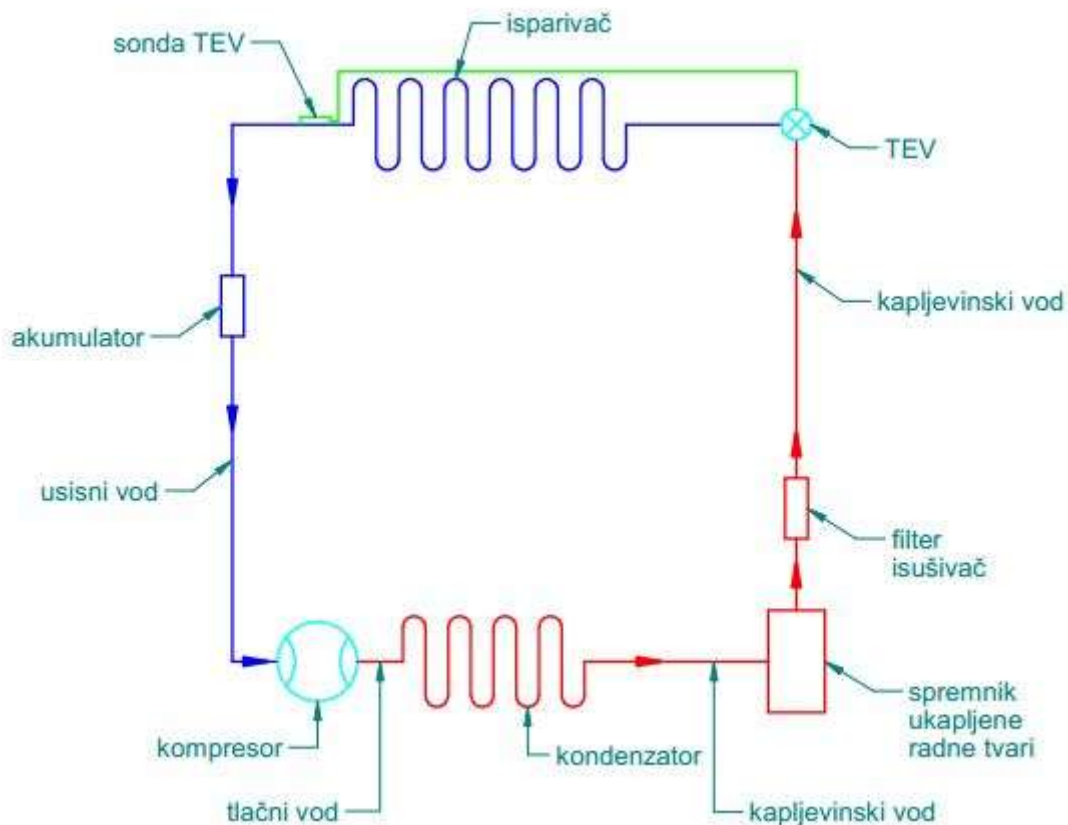 isparivač
sonda TEV
TEV
kapljevinski vod
akumulator
usisni vod
filter
isušivač
spremnik
ukapljene
radne tvari
kompresor
kondenzator
tlačni vod
kapljevinski vod